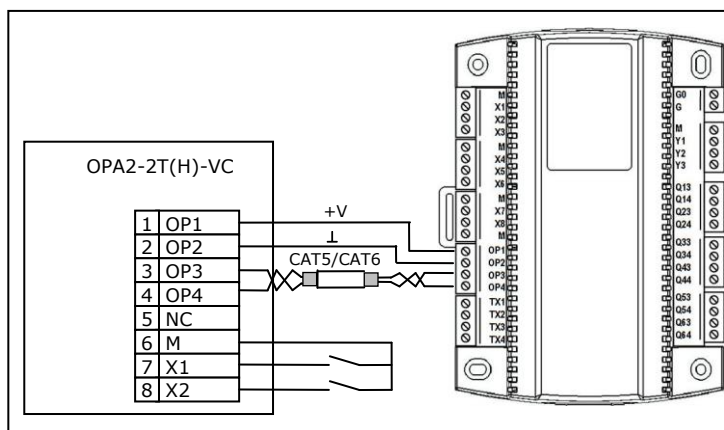 OPA2-2T(H)-VC
1 OP1
2 OP2
3 OP3
4 OP4
5 NC
6 M
7 X1
8 X2
+V
⊥
CAT5/CAT6
M
X1
X2
X3
M
X4
X5
X6
M
X7
X8
M
OP1
OP2
OP3
OP4
TX1
TX2
TX3
TX4
G0
G
M
Y1
Y2
Y3
Q13
Q14
Q23
Q24
Q33
Q34
Q43
Q44
Q53
Q54
Q63
Q64